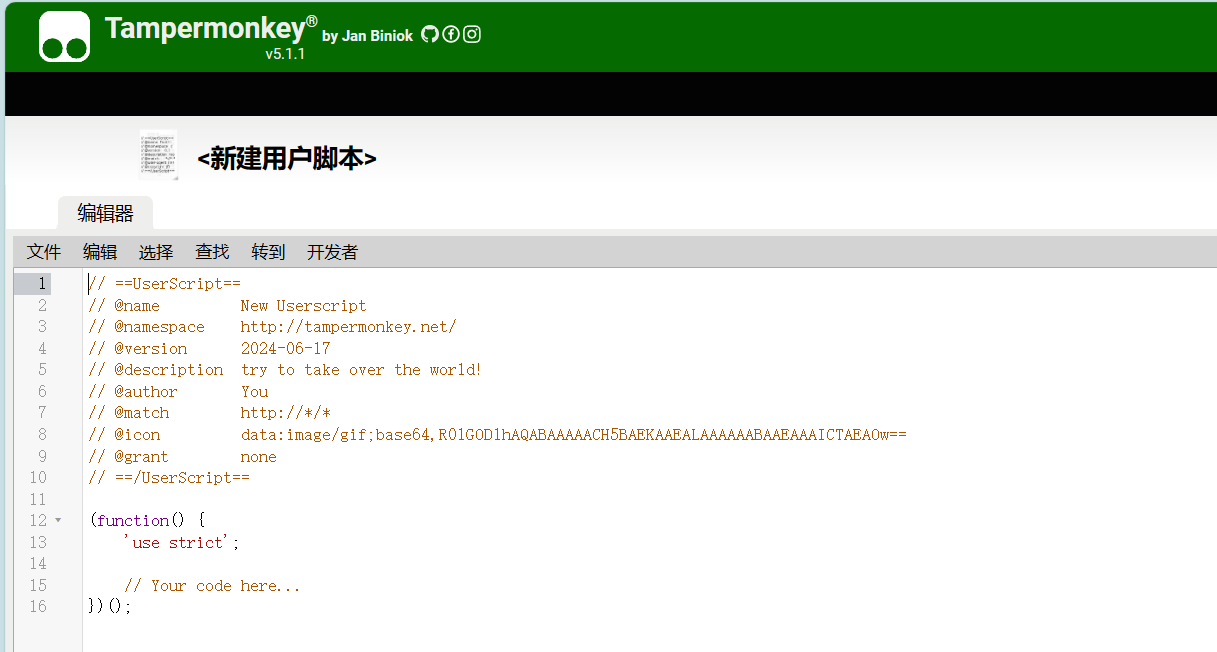 Tampermonkey® by Jan Biniok
v5.1.1
<新建用户脚本>
编辑器
文件 编辑 选择 查找 转到 开发者
1 // ==UserScript==
2 // @name New Userscript
3 // @namespace http://tampermonkey.net/
4 // @version 2024-06-17
5 // @description try to take over the world!
6 // @author You
7 // @match http://*/*
8 // @icon data:image/gif;base64,R0lGODlhAQABAAAAACH5BAEKAAEALAAAAAABAAEAAAICTAEAOw==
9 // @grant none
10 // ==/UserScript==
11
12 (function() {
13 'use strict';
14
15 // Your code here...
16 })();